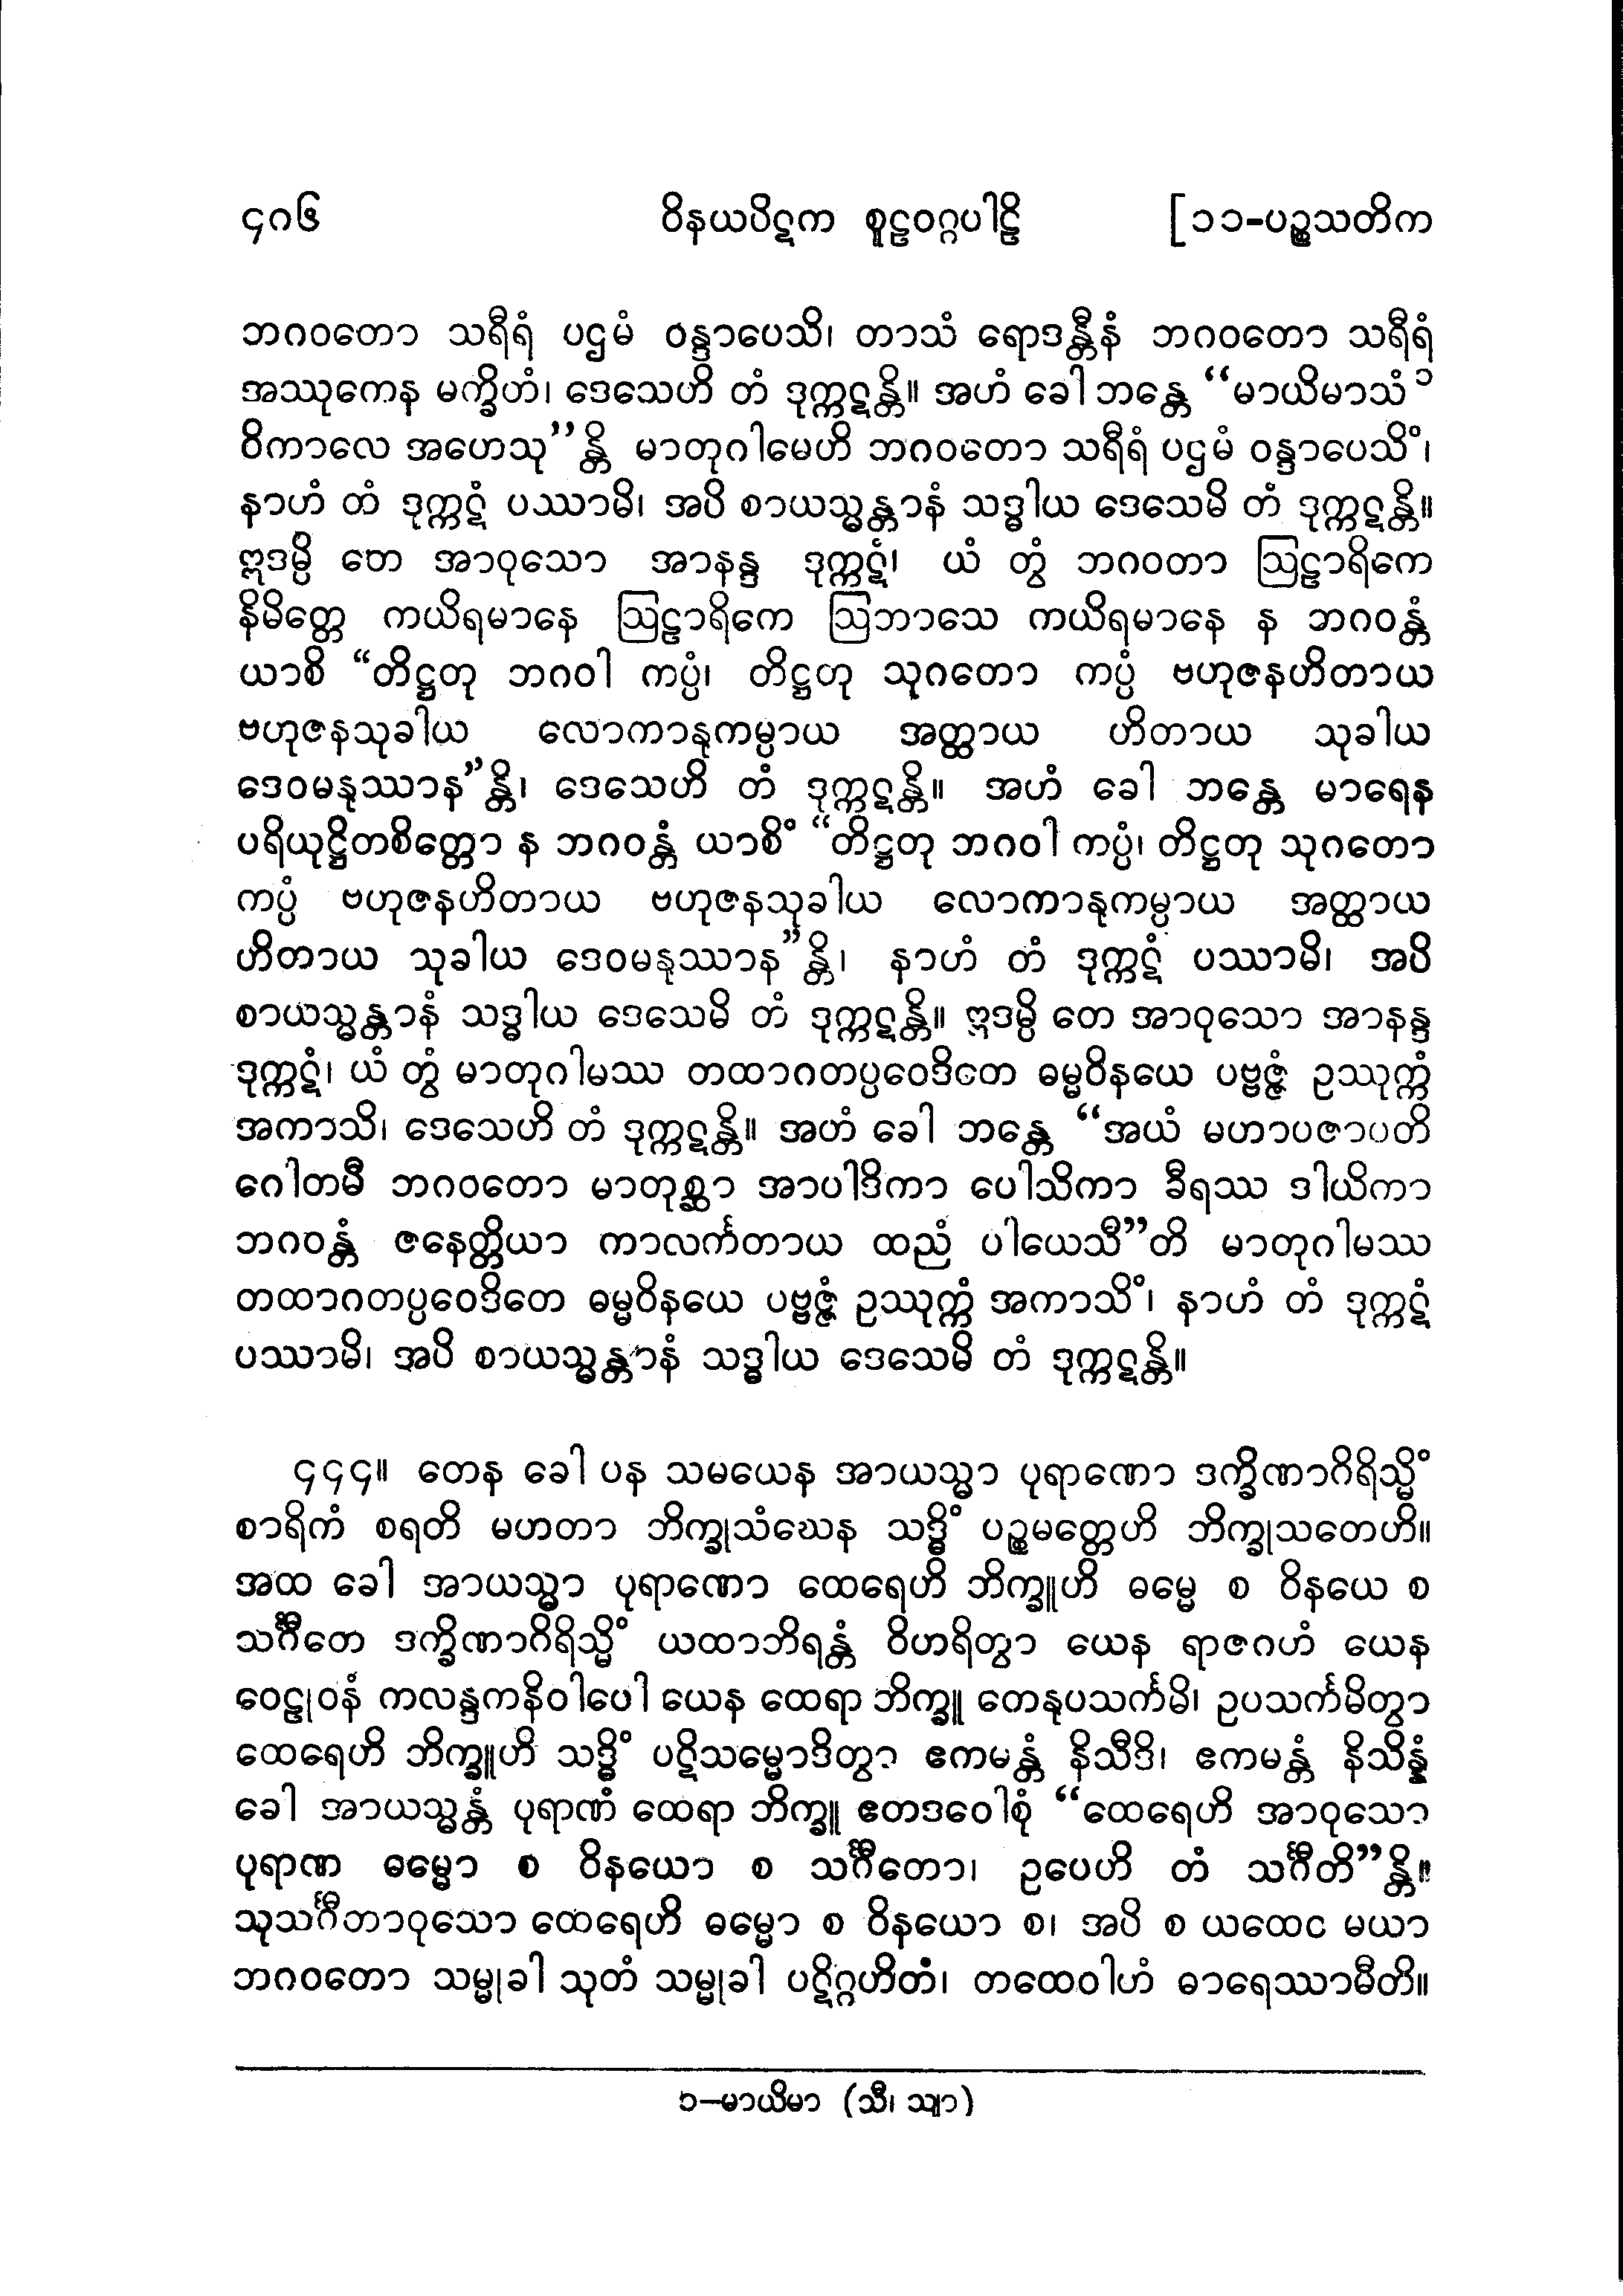 ၄၈၆ ဝိနယပိဋက စူဠဝဂ္ဂပါဠိ [၁၁-ပဉ္စသတိက
ဘဂဝတော သရီရံ ပဌမံ ဝန္ဒာပေသိ၊ တာသံ ရောဒန္တီနံ ဘဂဝတော သရီရံ
အဿုကေန မက္ခိတံ၊ ဒေသေဟိ တံ ဒုက္ကဋန္တိ။ အဟံ ခေါ ဘန္တေ “မာယိမာသံ ၁
ဝိကာလေ အဟေသု”န္တိ မာတုဂါမေဟိ ဘဂဝတော သရီရံ ပဌမံ ဝန္ဒာပေသိံ၊
နာဟံ တံ ဒုက္ကဋံ ပဿာမိ၊ အပိ စာယသ္မန္တာနံ သဒ္ဓါယ ဒေသေမိ တံ ဒုက္ကဋန္တိ။
ဣဒမ္ပိ တေ အာဝုသော အာနန္ဒ ဒုက္ကဋံ၊ ယံ တွံ ဘဂဝတာ ဩဠာရိကေ
နိမိတ္တေ ကယိရမာနေ ဩဠာရိကေ ဩဘာသေ ကယိရမာနေ န ဘဂဝန္တံ
ယာစိ “တိဋ္ဌတု ဘဂဝါ ကပ္ပံ၊ တိဋ္ဌတု သုဂတော ကပ္ပံ ဗဟုဇနဟိတာယ
ဗဟုဇနသုခါယ လောကာနုကမ္ပာယ အတ္ထာယ ဟိတာယ သုခါယ
ဒေဝမနုဿာန”န္တိ၊ ဒေသေဟိ တံ ဒုက္ကဋန္တိ။ အဟံ ခေါ ဘန္တေ မာရေန
ပရိယုဋ္ဌိတစိတ္တော န ဘဂဝန္တံ ယာစိံ “တိဋ္ဌတု ဘဂဝါ ကပ္ပံ၊ တိဋ္ဌတု သုဂတော
ကပ္ပံ ဗဟုဇနဟိတာယ ဗဟုဇနသုခါယ လောကာနုကမ္ပာယ အတ္ထာယ
ဟိတာယ သုခါယ ဒေဝမနုဿာန”န္တိ၊ နာဟံ တံ ဒုက္ကဋံ ပဿာမိ၊ အပိ
စာယသ္မန္တာနံ သဒ္ဓါယ ဒေသေမိ တံ ဒုက္ကဋန္တိ။ ဣဒမ္ပိ တေ အာဝုသော အာနန္ဒ
ဒုက္ကဋံ၊ ယံ တွံ မာတုဂါမဿ တထာဂတပ္ပဝေဒိတေ ဓမ္မဝိနယေ ပဗ္ဗဇ္ဇံ ဥဿုက္ကံ
အကာသိ၊ ဒေသေဟိ တံ ဒုက္ကဋန္တိ။ အဟံ ခေါ ဘန္တေ “အယံ မဟာပဇာပတိ
ဂေါတမီ ဘဂဝတော မာတုစ္ဆာ အာပါဒိကာ ပေါသိကာ ခီရဿ ဒါယိကာ
ဘဂဝန္တံ ဇနေတ္တိယာ ကာလင်္ကတာယ ထညံ ပါယေသီ”တိ မာတုဂါမဿ
တထာဂတပ္ပဝေဒိတေ ဓမ္မဝိနယေ ပဗ္ဗဇ္ဇံ ဥဿုက္ကံ အကာသိံ၊ နာဟံ တံ ဒုက္ကဋံ
ပဿာမိ၊ အပိ စာယသ္မန္တာနံ သဒ္ဓါယ ဒေသေမိ တံ ဒုက္ကဋန္တိ။
၄၄၄။ တေန ခေါ ပန သမယေန အာယသ္မာ ပုရာဏော ဒက္ခိဏာဂိရိသ္မိံ
စာရိကံ စရတိ မဟတာ ဘိက္ခုသံဃေန သဒ္ဓိံ ပဉ္စမတ္တေဟိ ဘိက္ခုသတေဟိ။
အထ ခေါ အာယသ္မာ ပုရာဏော ထေရေဟိ ဘိက္ခူဟိ ဓမ္မေ စ ဝိနယေ စ
သင်္ဂီတေ ဒက္ခိဏာဂိရိသ္မိံ ယထာဘိရန္တံ ဝိဟရိတွာ ယေန ရာဇဂဟံ ယေန
ဝေဠုဝနံ ကလန္ဒကနိဝါပေါ ယေန ထေရာ ဘိက္ခူ တေနုပသင်္ကမိ၊ ဥပသင်္ကမိတွာ
ထေရေဟိ ဘိက္ခူဟိ သဒ္ဓိံ ပဋိသမ္မောဒိတွာ ဧကမန္တံ နိသီဒိ၊ ဧကမန္တံ နိသိန္နံ
ခေါ အာယသ္မန္တံ ပုရာဏံ ထေရာ ဘိက္ခူ ဧတဒဝေါစုံ “ထေရေဟိ အာဝုသော
ပုရာဏ ဓမ္မော စ ဝိနယော စ သင်္ဂီတော၊ ဥပေဟိ တံ သင်္ဂီတိ”န္တိ။
သုသင်္ဂီတာဝုသော ထေရေဟိ ဓမ္မော စ ဝိနယော စ၊ အပိ စ ယထေဝ မယာ
ဘဂဝတော သမ္မုခါ သုတံ သမ္မုခါ ပဋိဂ္ဂဟိတံ၊ တထေဝါဟံ ဓာရေဿာမီတိ။
၁–မာယိမာ (သီ၊ သျာ)